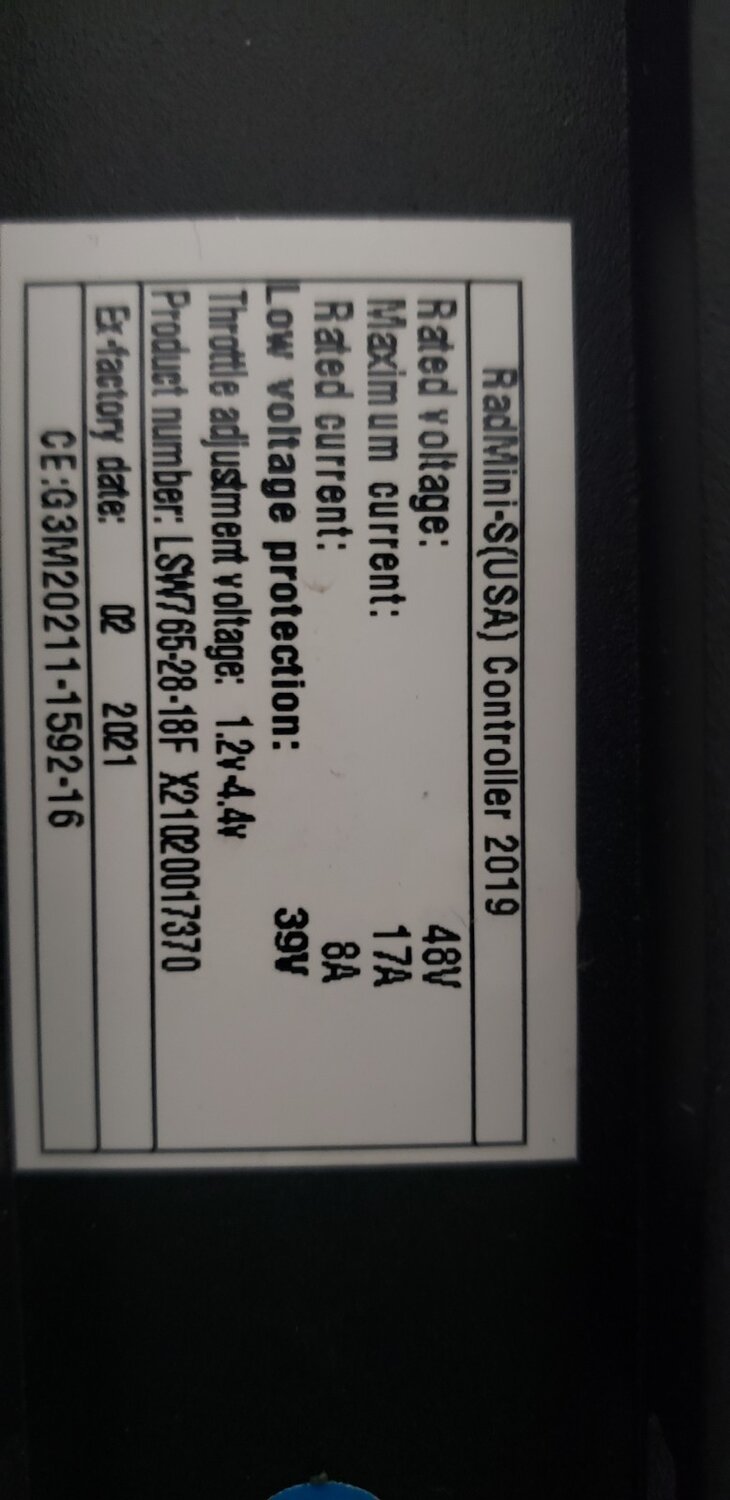 RadMini-S(USA) Controller 2019
Rated voltage: 48V
Maximum current: 17A
Rated current: 8A
Low voltage protection: 39V
Throttle adjustment voltage: 1.2v-4.4v
Product number: LSW765-28-18F X21020017370
Ex-factory date: 02 2021
CE:G3M20211-1592-16